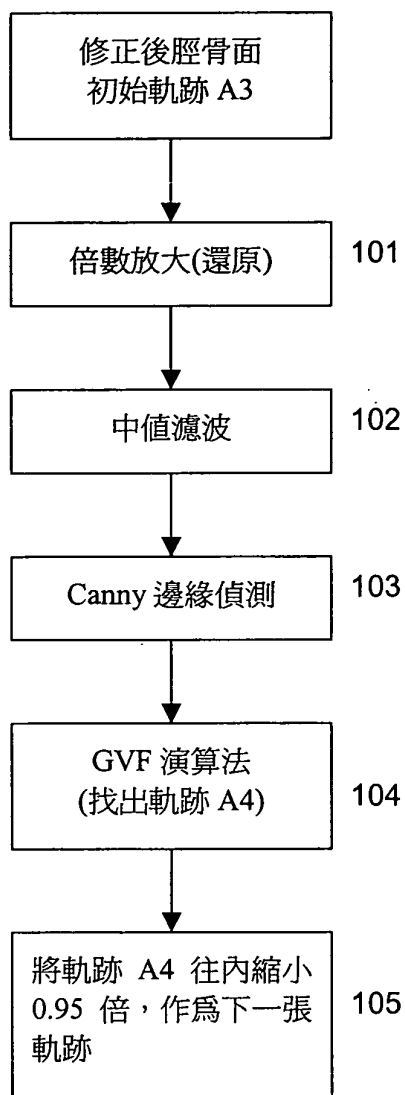 修正後脛骨面
初始軌跡 A3
倍數放大(還原)
101
中值濾波
102
Canny 邊緣偵測
103
GVF 演算法
(找出軌跡 A4)
104
將軌跡 A4 往內縮小
0.95 倍，作爲下一張
軌跡
105